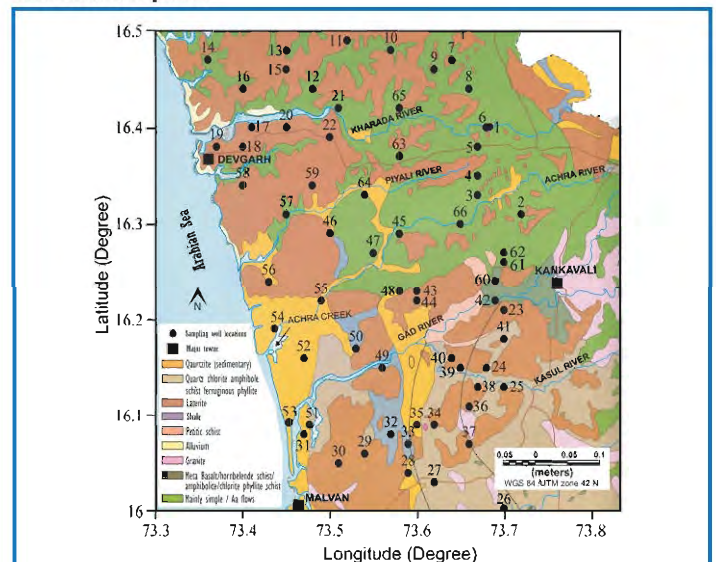 16.5
16.4
16.3
16.2
16.1
16
73.3
73.4
73.5
73.6
73.7
73.8
Latitude (Degree)
Longitude (Degree)
14
13
15
11
10
9
7
8
16
12
21
65
17
20
22
KHARADA RIVER
6
1
19
18
DEVGARH
63
5
58
59
64
PIYALI RIVER
4
3
ACHRA RIVER
57
46
45
66
2
Arabian Sea
47
62
61
56
60
KANKAVALI
N
55
48
43
44
42
23
54
ACHRA CREEK
GAD RIVER
41
52
50
49
40
39
24
KASUL RIVER
38
25
53
51
31
32
33
35
34
36
37
30
29
28
27
26
MALVAN
Sampling well locations
Major town
Quartzite (sedimentary)
Quartz chlorite amphibole
schist ferruginous phyllite
Laterite
Shale
Pelitic schist
Alluvium
Granite
Meta Basalt/hornbelende schist/
amphibolite/chlorite phylite schist
Mainly simple / Aa flows
0.05 0 0.05 0.1
(meters)
WGS 84 /UTM zone 42 N